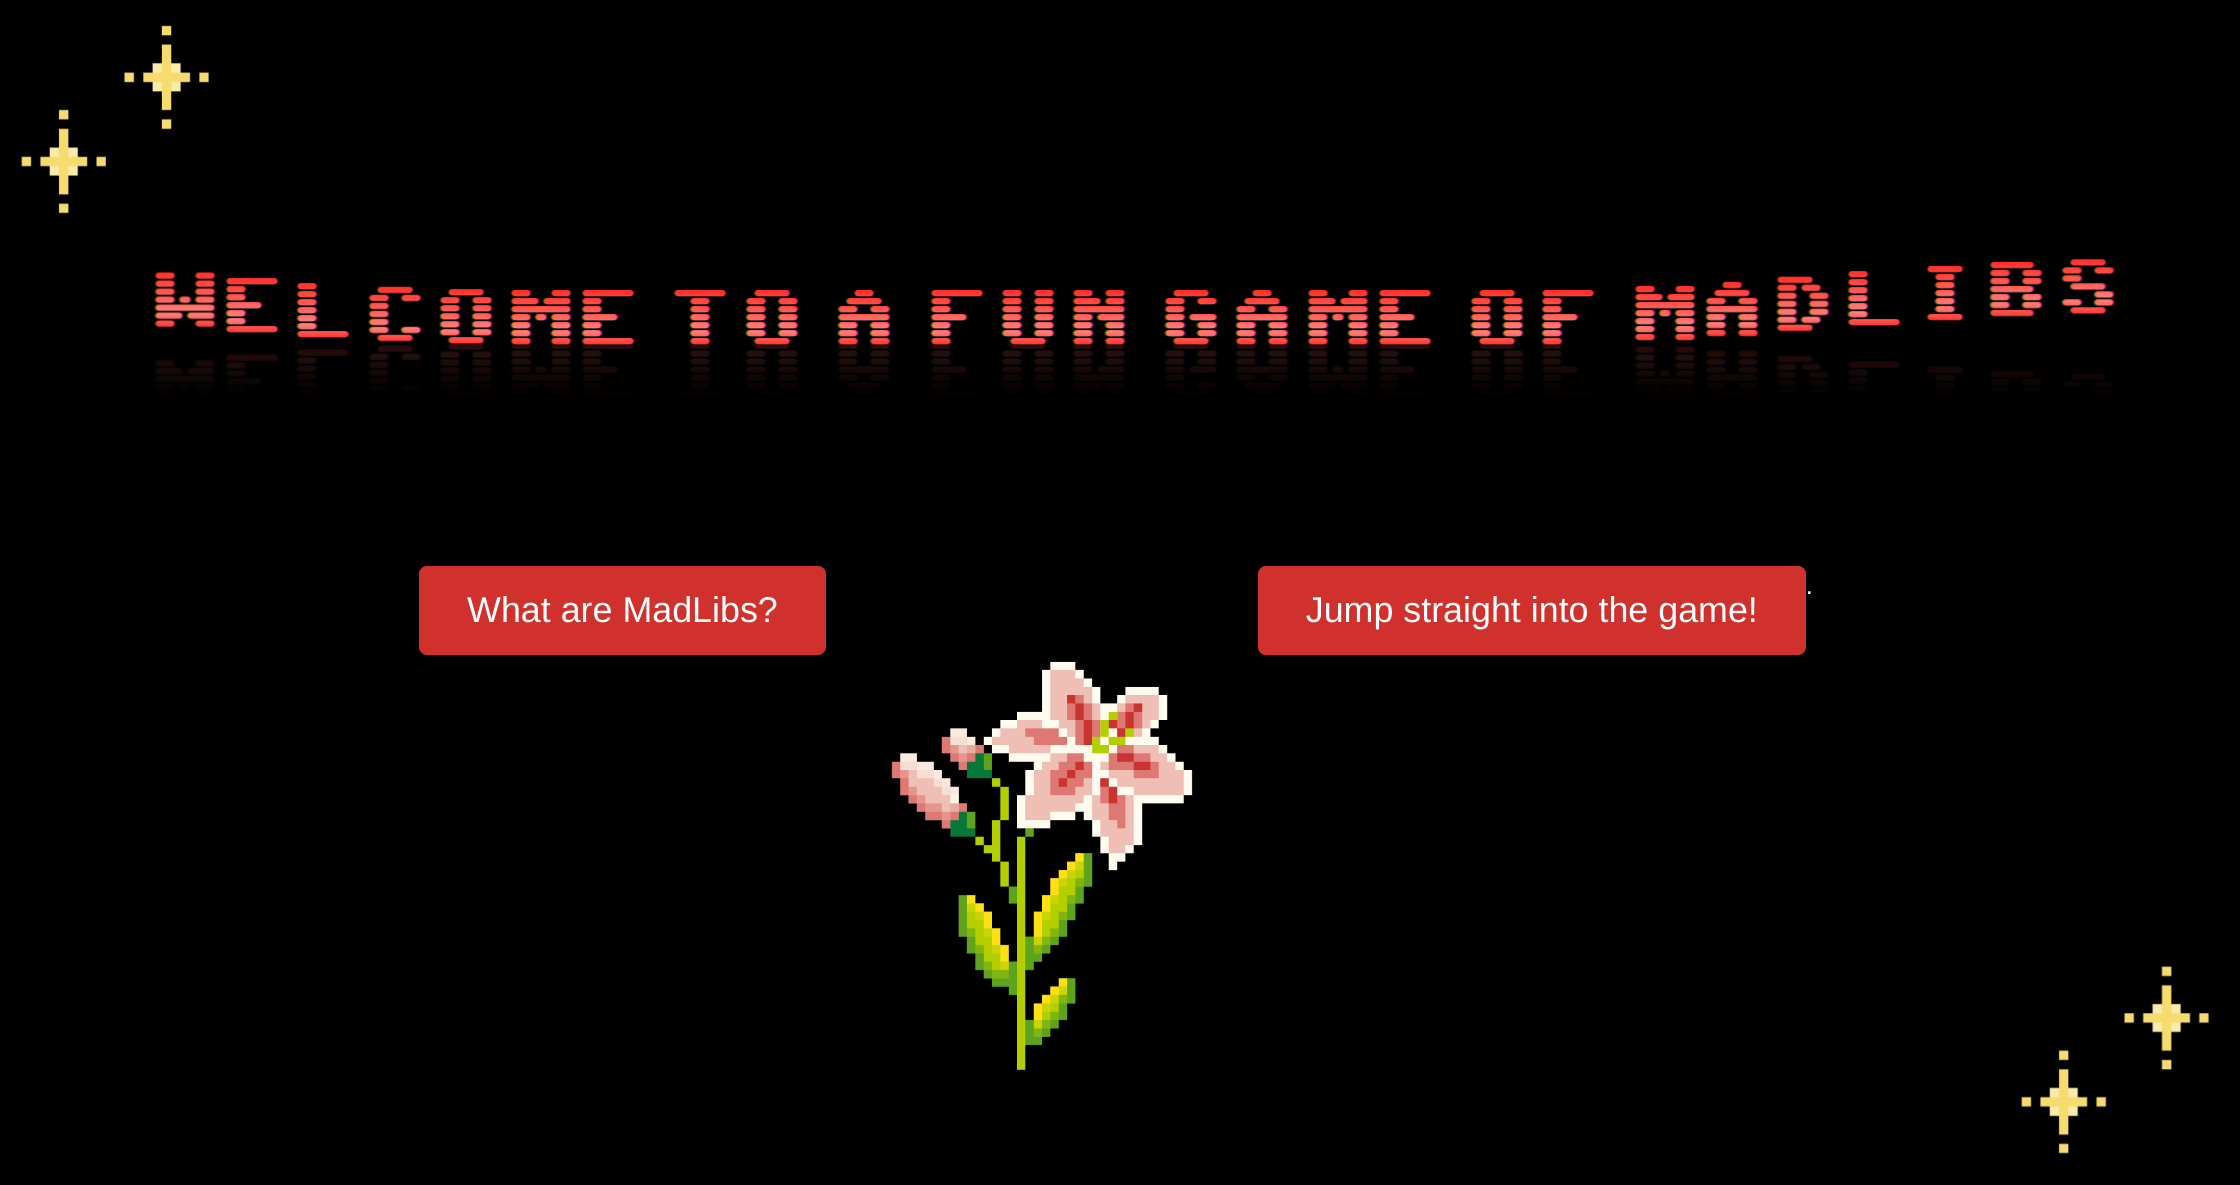 WELCOME TO A FUN GAME OF MADLIBS
What are MadLibs?
Jump straight into the game!
.